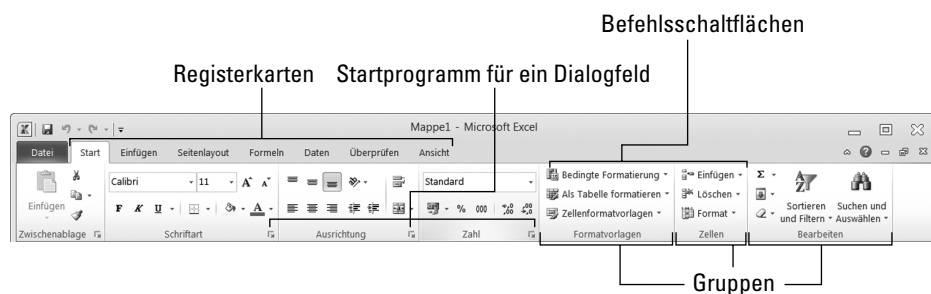 Befehlsschaltflächen
Registerkarten Startprogramm für ein Dialogfeld
Mappe1 - Microsoft Excel
Datei Start Einfügen Seitenlayout Formeln Daten Überprüfen Ansicht
Einfügen
Zwischenablage
Calibri 11
F K U A
Schriftart
Ausrichtung
Standard
% 000
Zahl
Bedingte Formatierung
Als Tabelle formatieren
Zellenformatvorlagen
Formatvorlagen
Einfügen
Löschen
Format
Zellen
Σ
Sortieren
und Filtern
Suchen und
Auswählen
Bearbeiten
Gruppen